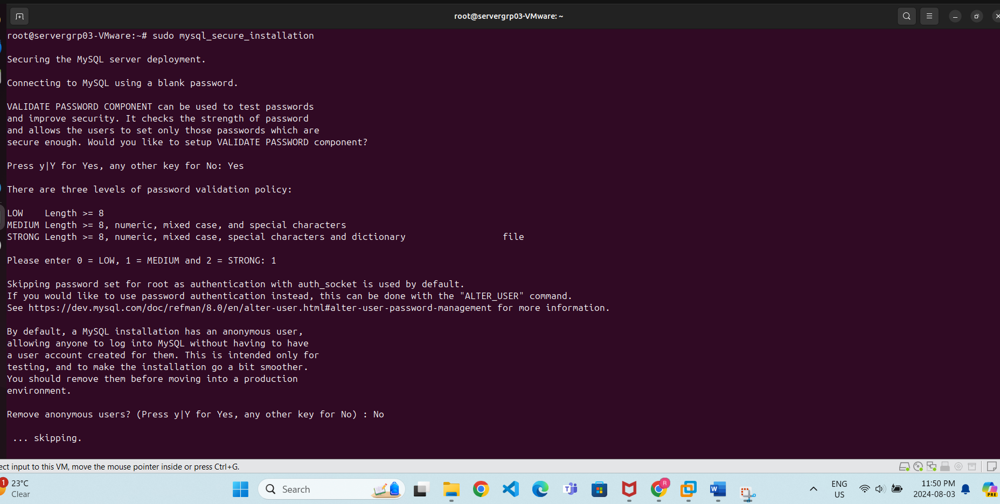 root@servergrp03-VMware: ~
root@servergrp03-VMware:~# sudo mysql_secure_installation
Securing the MySQL server deployment.
Connecting to MySQL using a blank password.
VALIDATE PASSWORD COMPONENT can be used to test passwords
and improve security. It checks the strength of password
and allows the users to set only those passwords which are
secure enough. Would you like to setup VALIDATE PASSWORD component?
Press y|Y for Yes, any other key for No: Yes
There are three levels of password validation policy:
LOW    Length >= 8
MEDIUM Length >= 8, numeric, mixed case, and special characters
STRONG Length >= 8, numeric, mixed case, special characters and dictionary                  file
Please enter 0 = LOW, 1 = MEDIUM and 2 = STRONG: 1
Skipping password set for root as authentication with auth_socket is used by default.
If you would like to use password authentication instead, this can be done with the "ALTER_USER" command.
See https://dev.mysql.com/doc/refman/8.0/en/alter-user.html#alter-user-password-management for more information.
By default, a MySQL installation has an anonymous user,
allowing anyone to log into MySQL without having to have
a user account created for them. This is intended only for
testing, and to make the installation go a bit smoother.
You should remove them before moving into a production
environment.
Remove anonymous users? (Press y|Y for Yes, any other key for No) : No
... skipping.
ect input to this VM, move the mouse pointer inside or press Ctrl+G.
1
23°C
Clear
Search
R
ENG
US
11:50 PM
2024-08-03
PRE